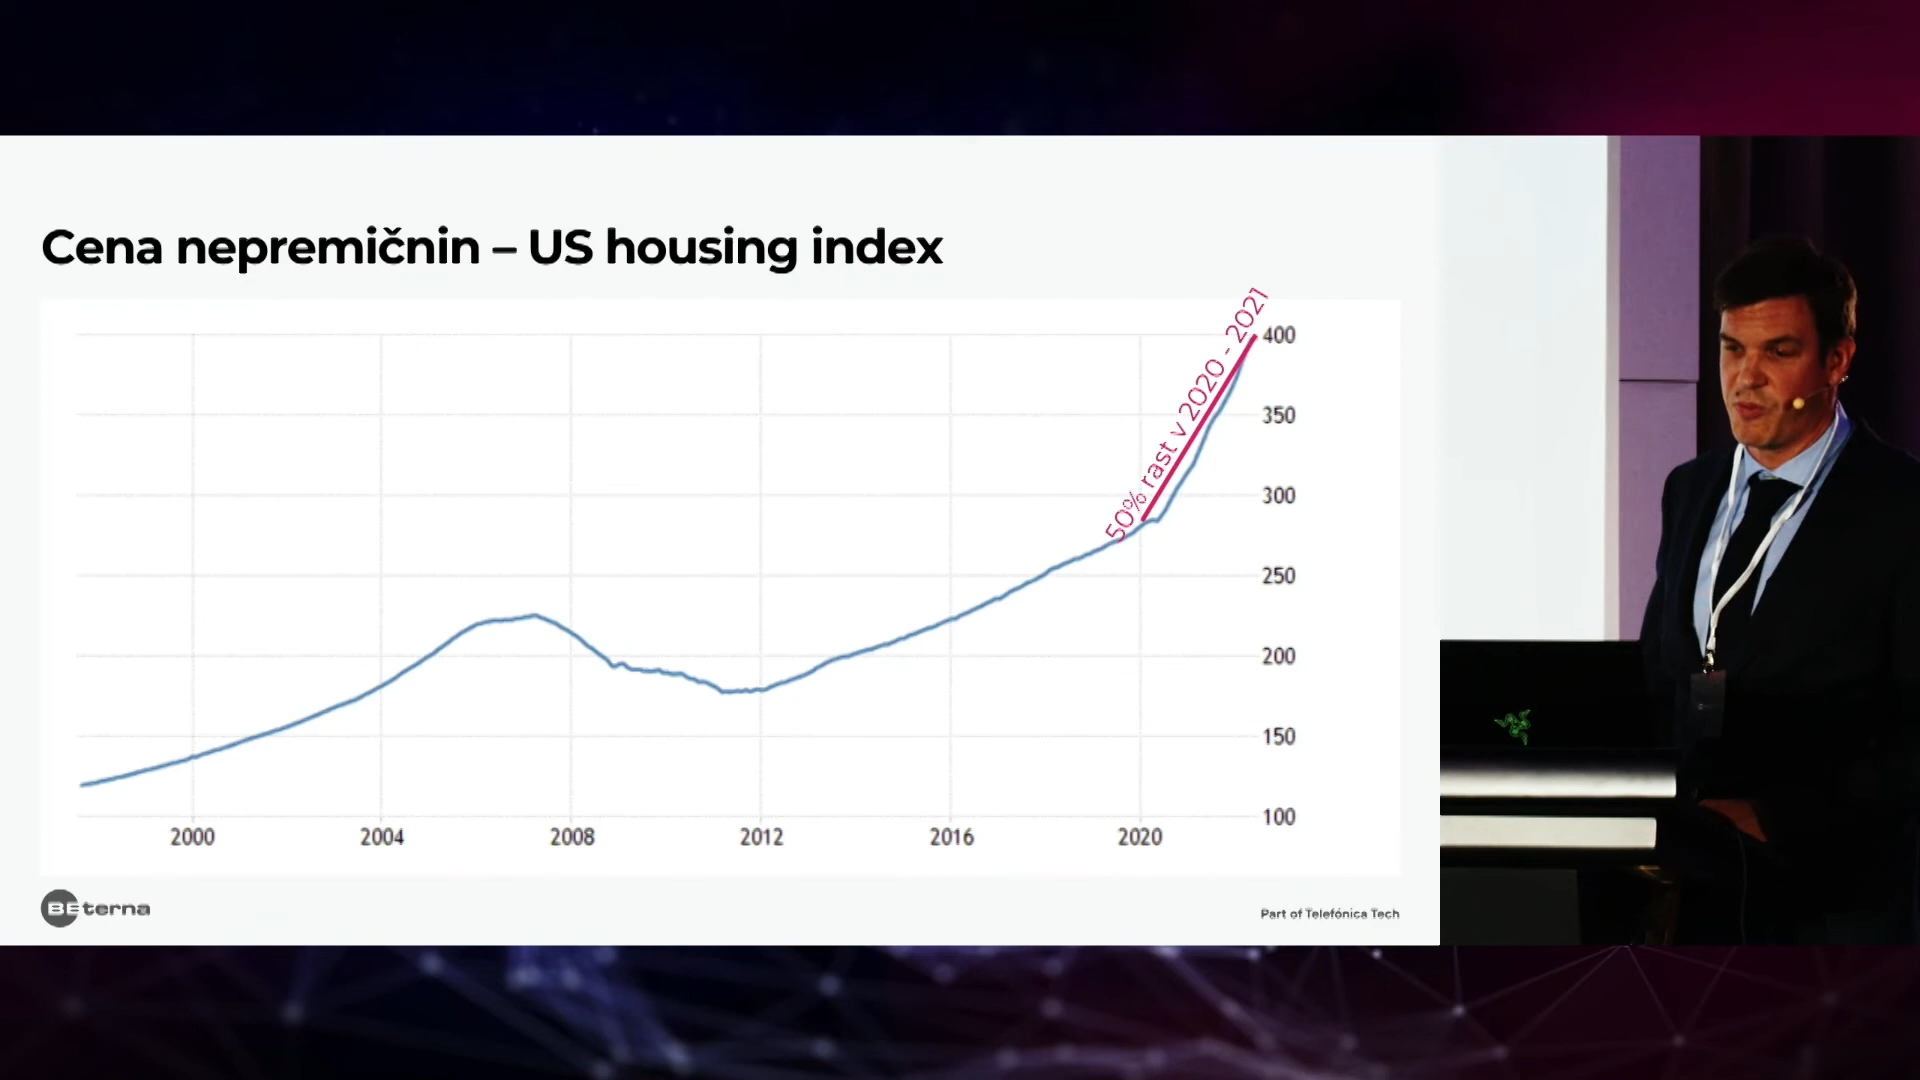 Cena nepremičnin – US housing index
50% rast v 2020 - 2021
400
350
300
250
200
150
100
2000 2004 2008 2012 2016 2020
BEterna
Part of Telefónica Tech